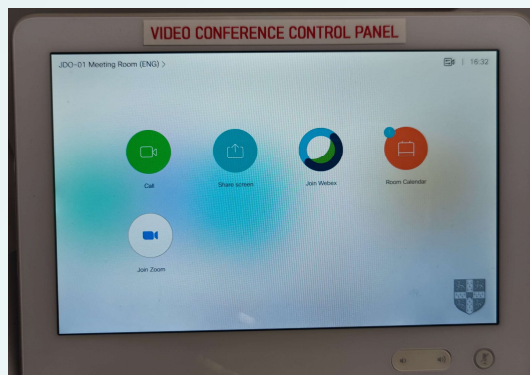 VIDEO CONFERENCE CONTROL PANEL
JDO-01 Meeting Room (ENG) >
16:32
Call
Share screen
Join Webex
Room Calendar
Join Zoom